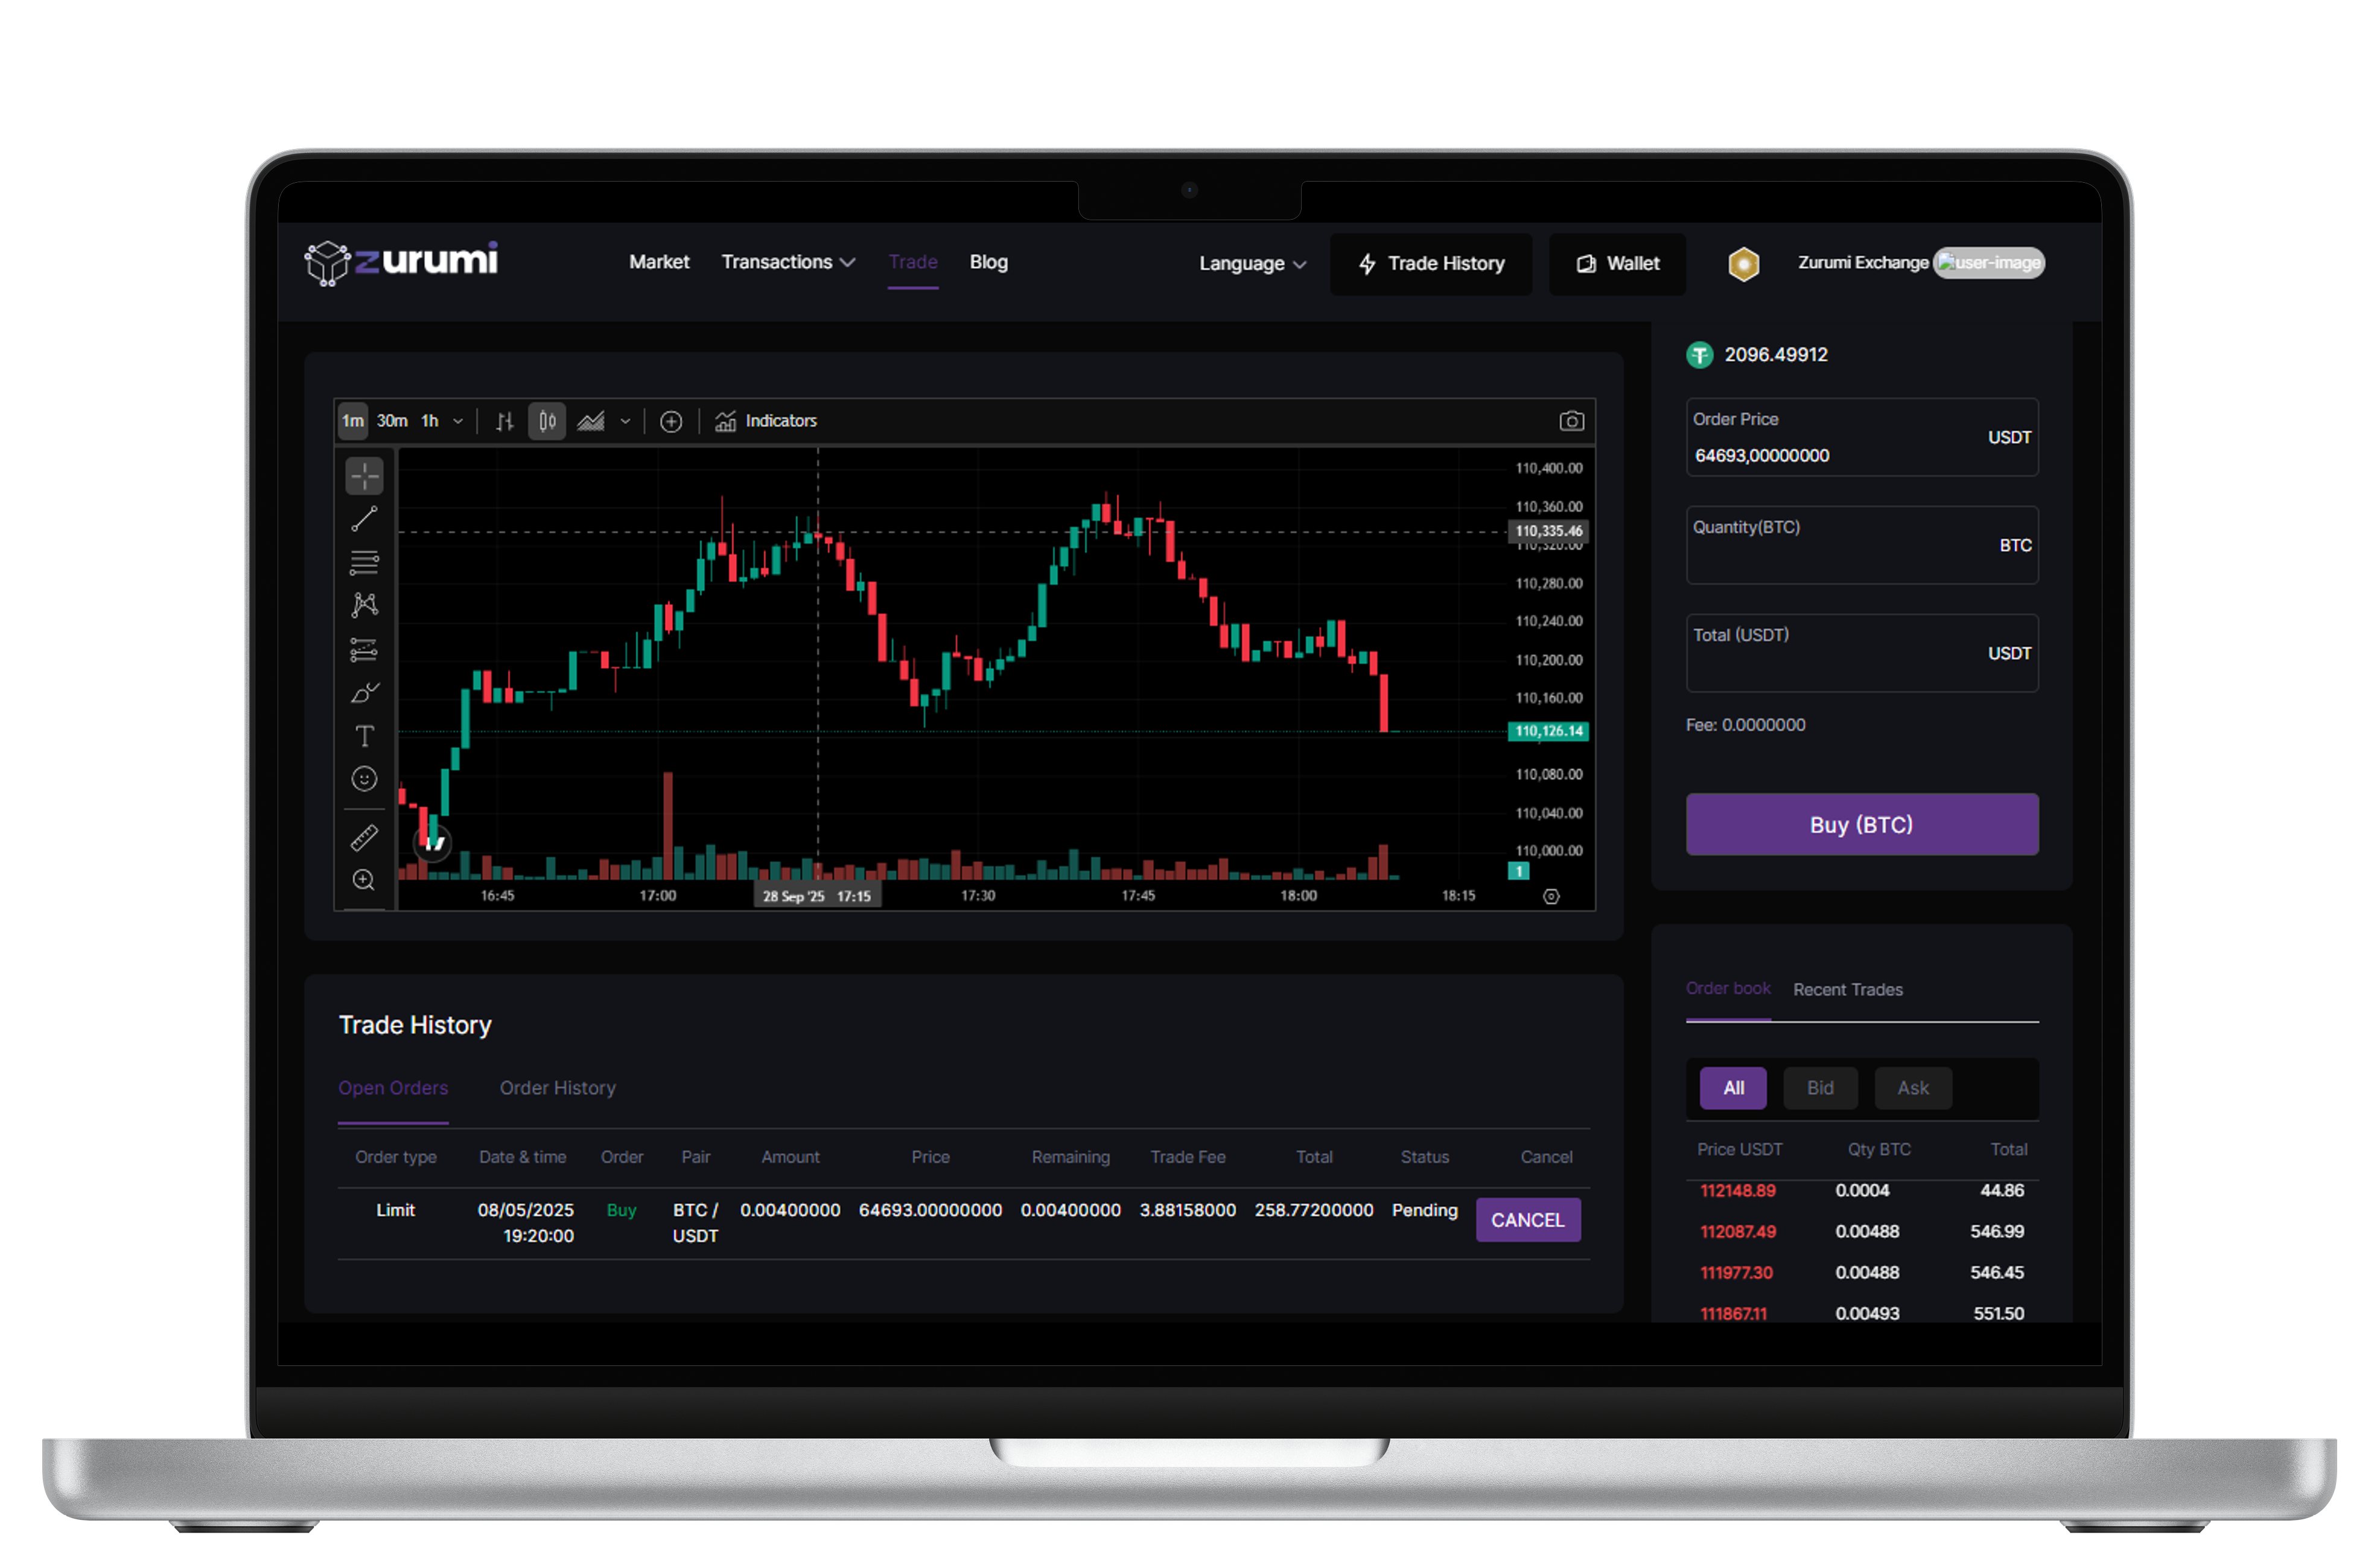 zurumi
Market Transactions Trade Blog
Language Trade History Wallet Zurumi Exchange user-image
1m 30m 1h Indicators
110,400.00
110,360.00
110,335.46
110,320.00
110,280.00
110,240.00
110,200.00
110,160.00
110,126.14
110,080.00
110,040.00
110,000.00
1
16:45 17:00 28 Sep '25 17:15 17:30 17:45 18:00 18:15
2096.49912
Order Price
64693,00000000
USDT
Quantity(BTC)
BTC
Total (USDT)
USDT
Fee: 0.0000000
Buy (BTC)
Trade History
Open Orders Order History
Order type Date & time Order Pair Amount Price Remaining Trade Fee Total Status Cancel
Limit 08/05/2025 Buy BTC / 0.00400000 64693.00000000 0.00400000 3.88158000 258.77200000 Pending CANCEL
19:20:00 USDT
Order book Recent Trades
All Bid Ask
Price USDT Qty BTC Total
112148.89 0.0004 44.86
112087.49 0.00488 546.99
111977.30 0.00488 546.45
111867.11 0.00493 551.50